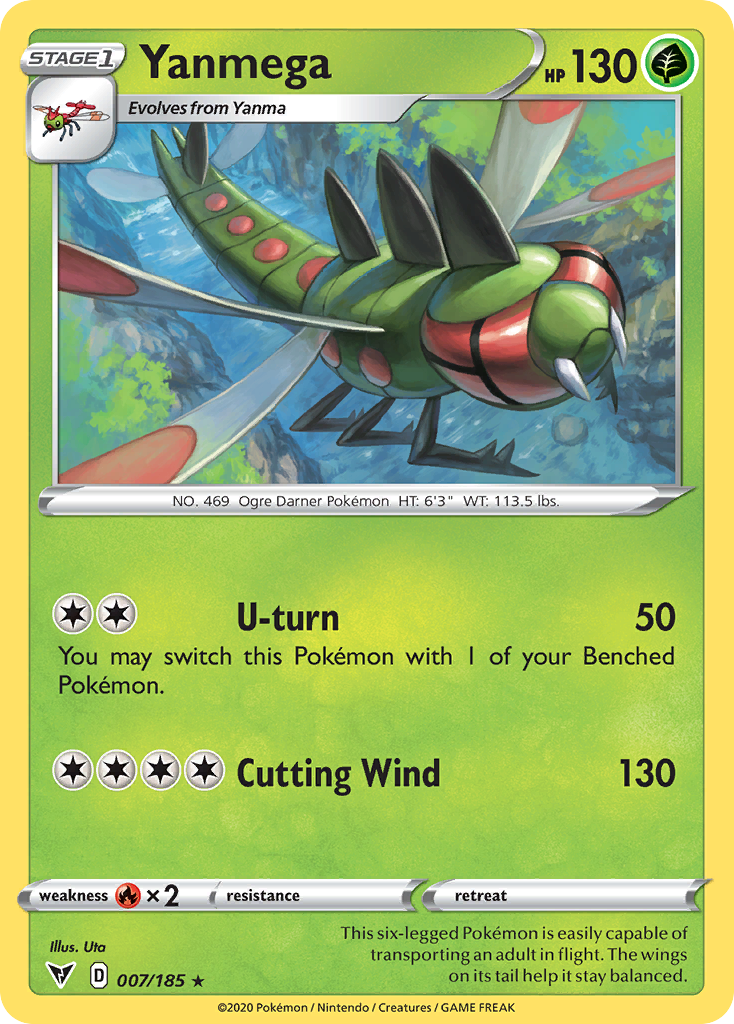 STAGE1
Yanmega
HP 130
Evolves from Yanma
NO. 469 Ogre Darner Pokémon HT: 6'3" WT: 113.5 lbs.
U-turn 50
You may switch this Pokémon with 1 of your Benched
Pokémon.
Cutting Wind 130
weakness ×2 resistance retreat
Illus. Uta
This six-legged Pokémon is easily capable of
transporting an adult in flight. The wings
on its tail help it stay balanced.
D 007/185 ★
©2020 Pokémon / Nintendo / Creatures / GAME FREAK